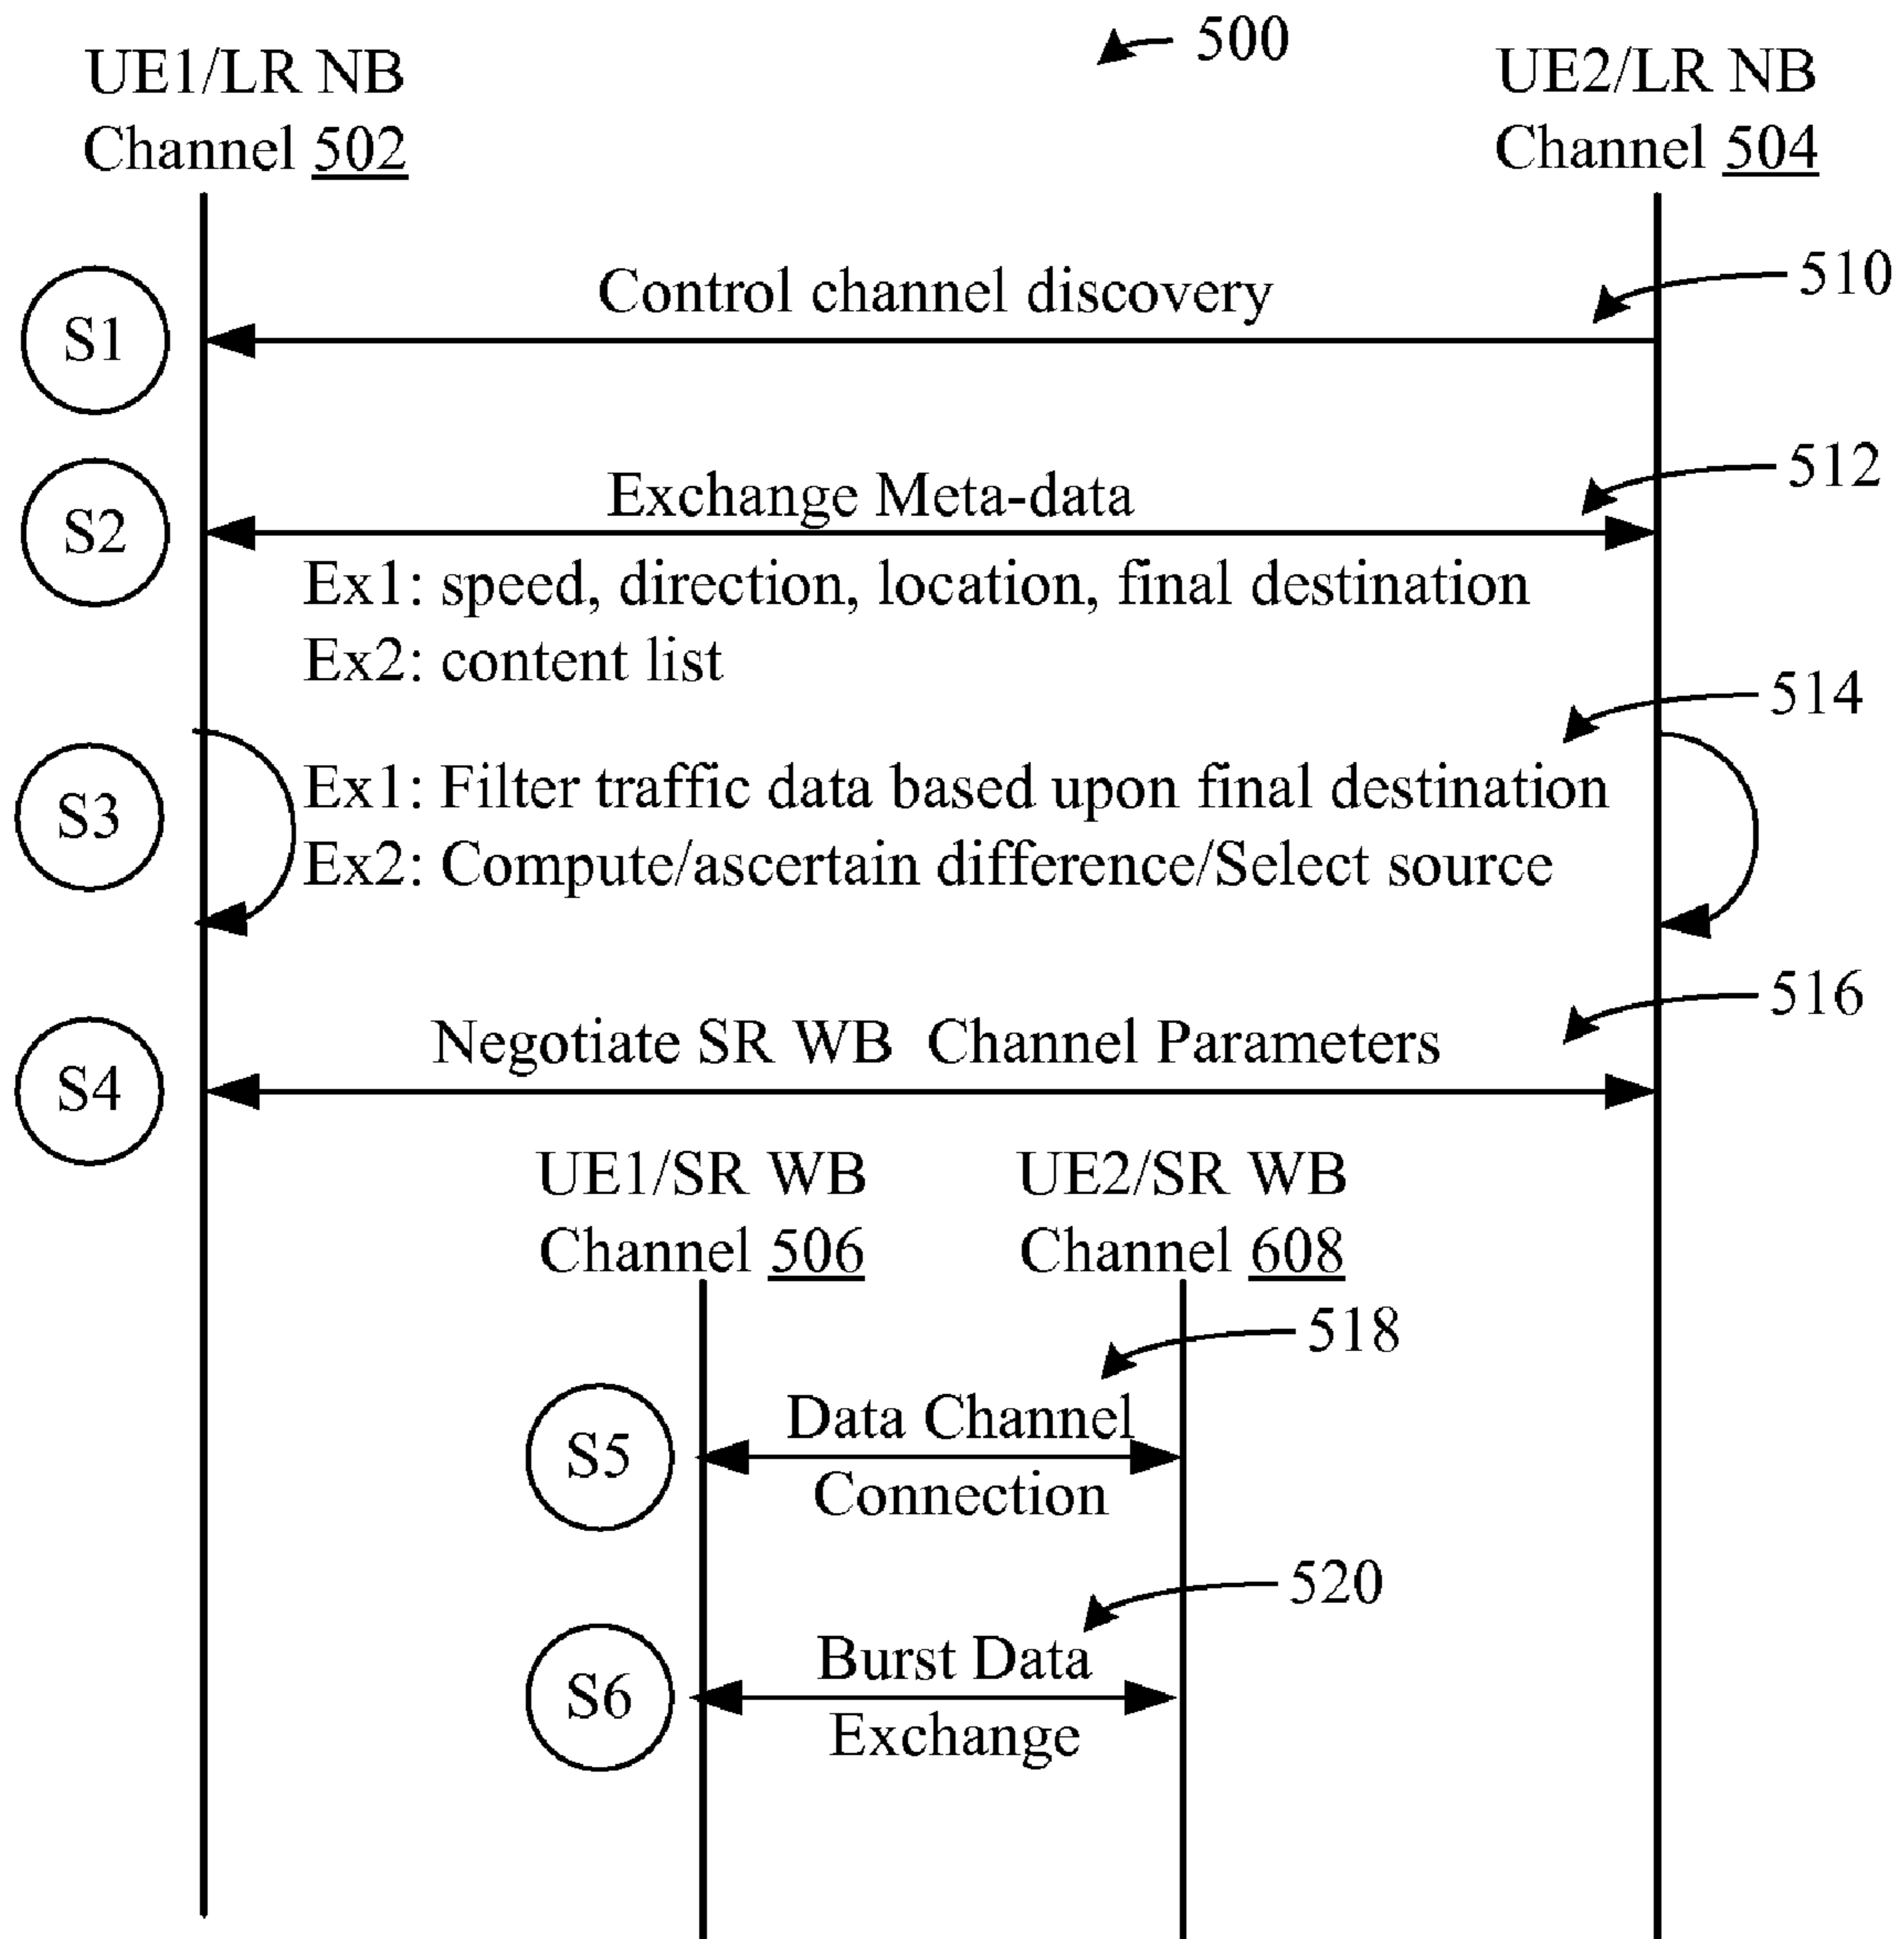 500
UE1/LR NB
Channel 502
UE2/LR NB
Channel 504
510
Control channel discovery
S1
512
Exchange Meta-data
S2
Ex1: speed, direction, location, final destination
Ex2: content list
514
S3
Ex1: Filter traffic data based upon final destination
Ex2: Compute/ascertain difference/Select source
516
Negotiate SR WB Channel Parameters
S4
UE1/SR WB
Channel 506
UE2/SR WB
Channel 608
518
S5
Data Channel
Connection
520
S6
Burst Data
Exchange